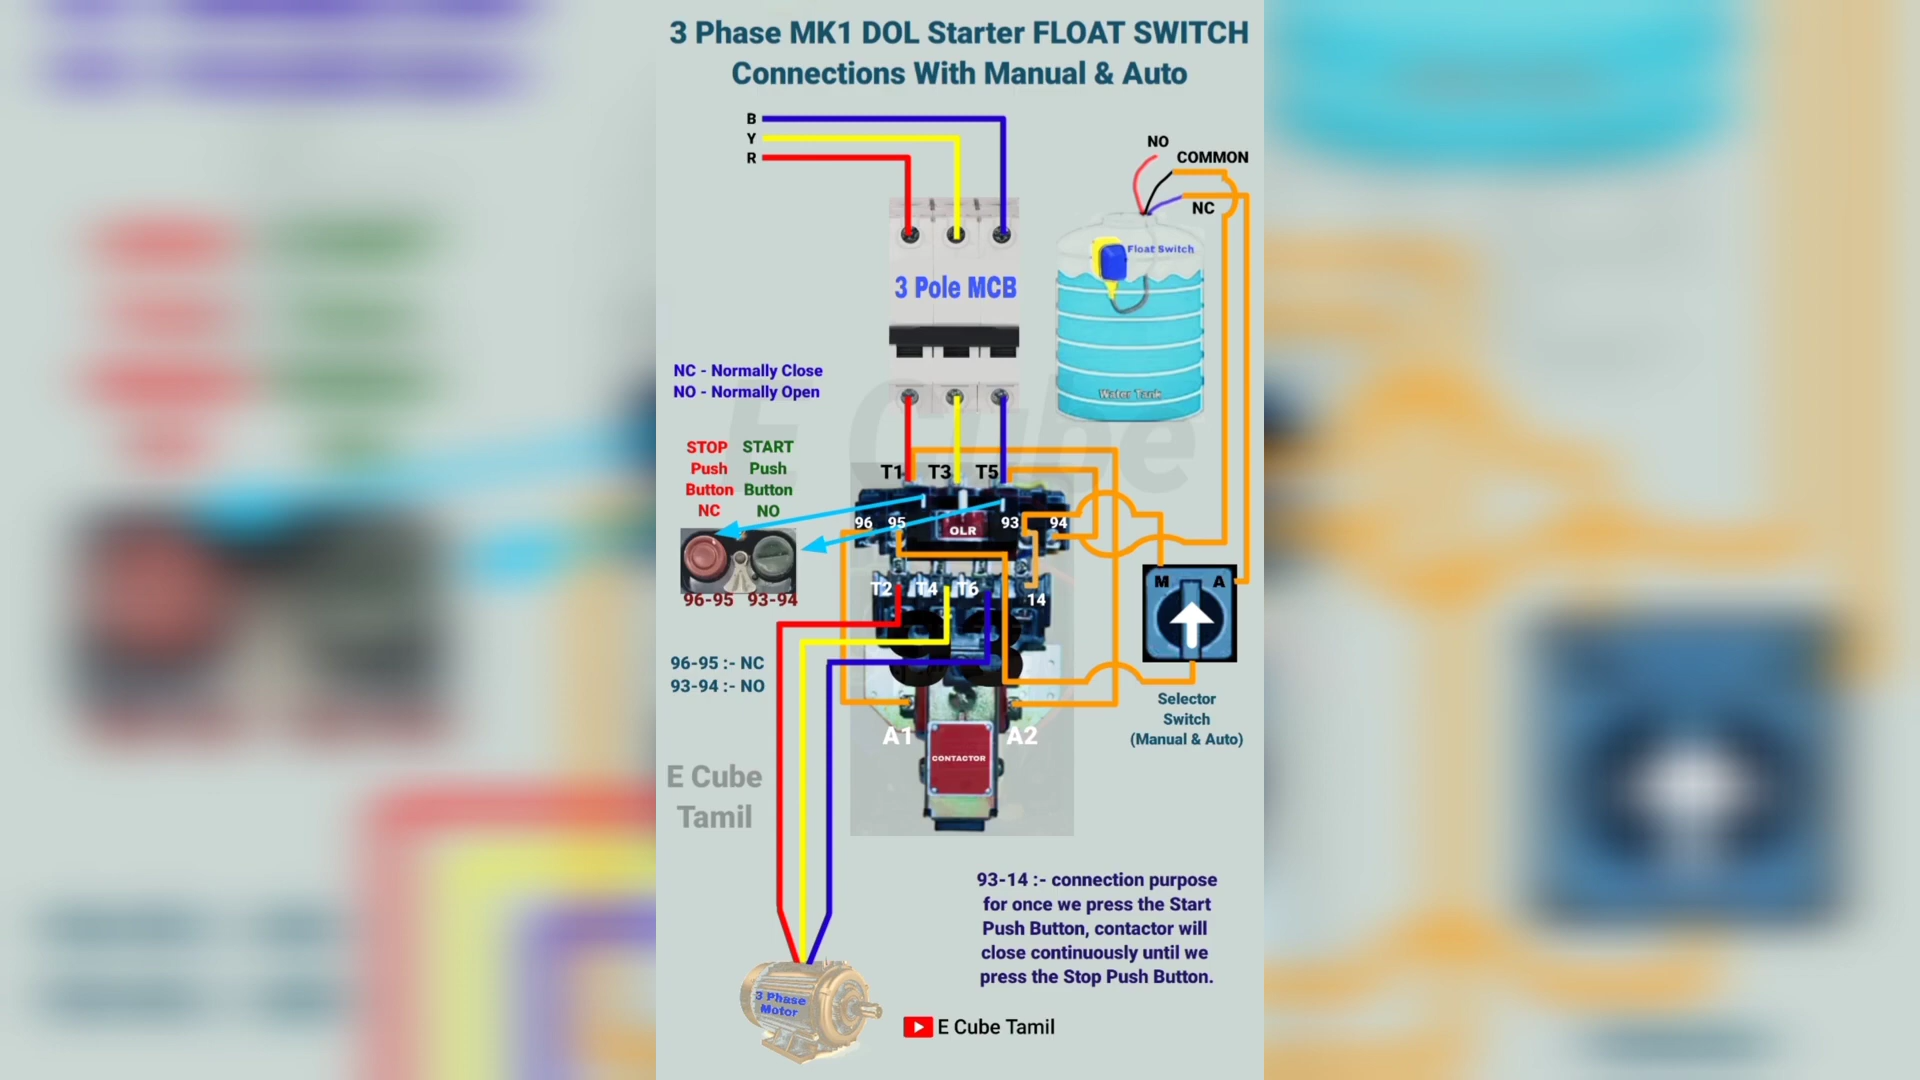 3 Phase MK1 DOL Starter FLOAT SWITCH
Connections With Manual & Auto
B
Y
R
NO
COMMON
NC
Float Switch
3 Pole MCB
Water Tank
NC - Normally Close
NO - Normally Open
E Cube
STOP
Push
Button
NC
START
Push
Button
NO
T1
T3
T5
96
95
93
94
OLR
M
A
T2
T4
T6
14
96-95
93-94
96-95 :- NC
93-94 :- NO
Selector
Switch
(Manual & Auto)
A1
A2
CONTACTOR
E Cube
Tamil
93-14 :- connection purpose
for once we press the Start
Push Button, contactor will
close continuously until we
press the Stop Push Button.
3 Phase
Motor
E Cube Tamil